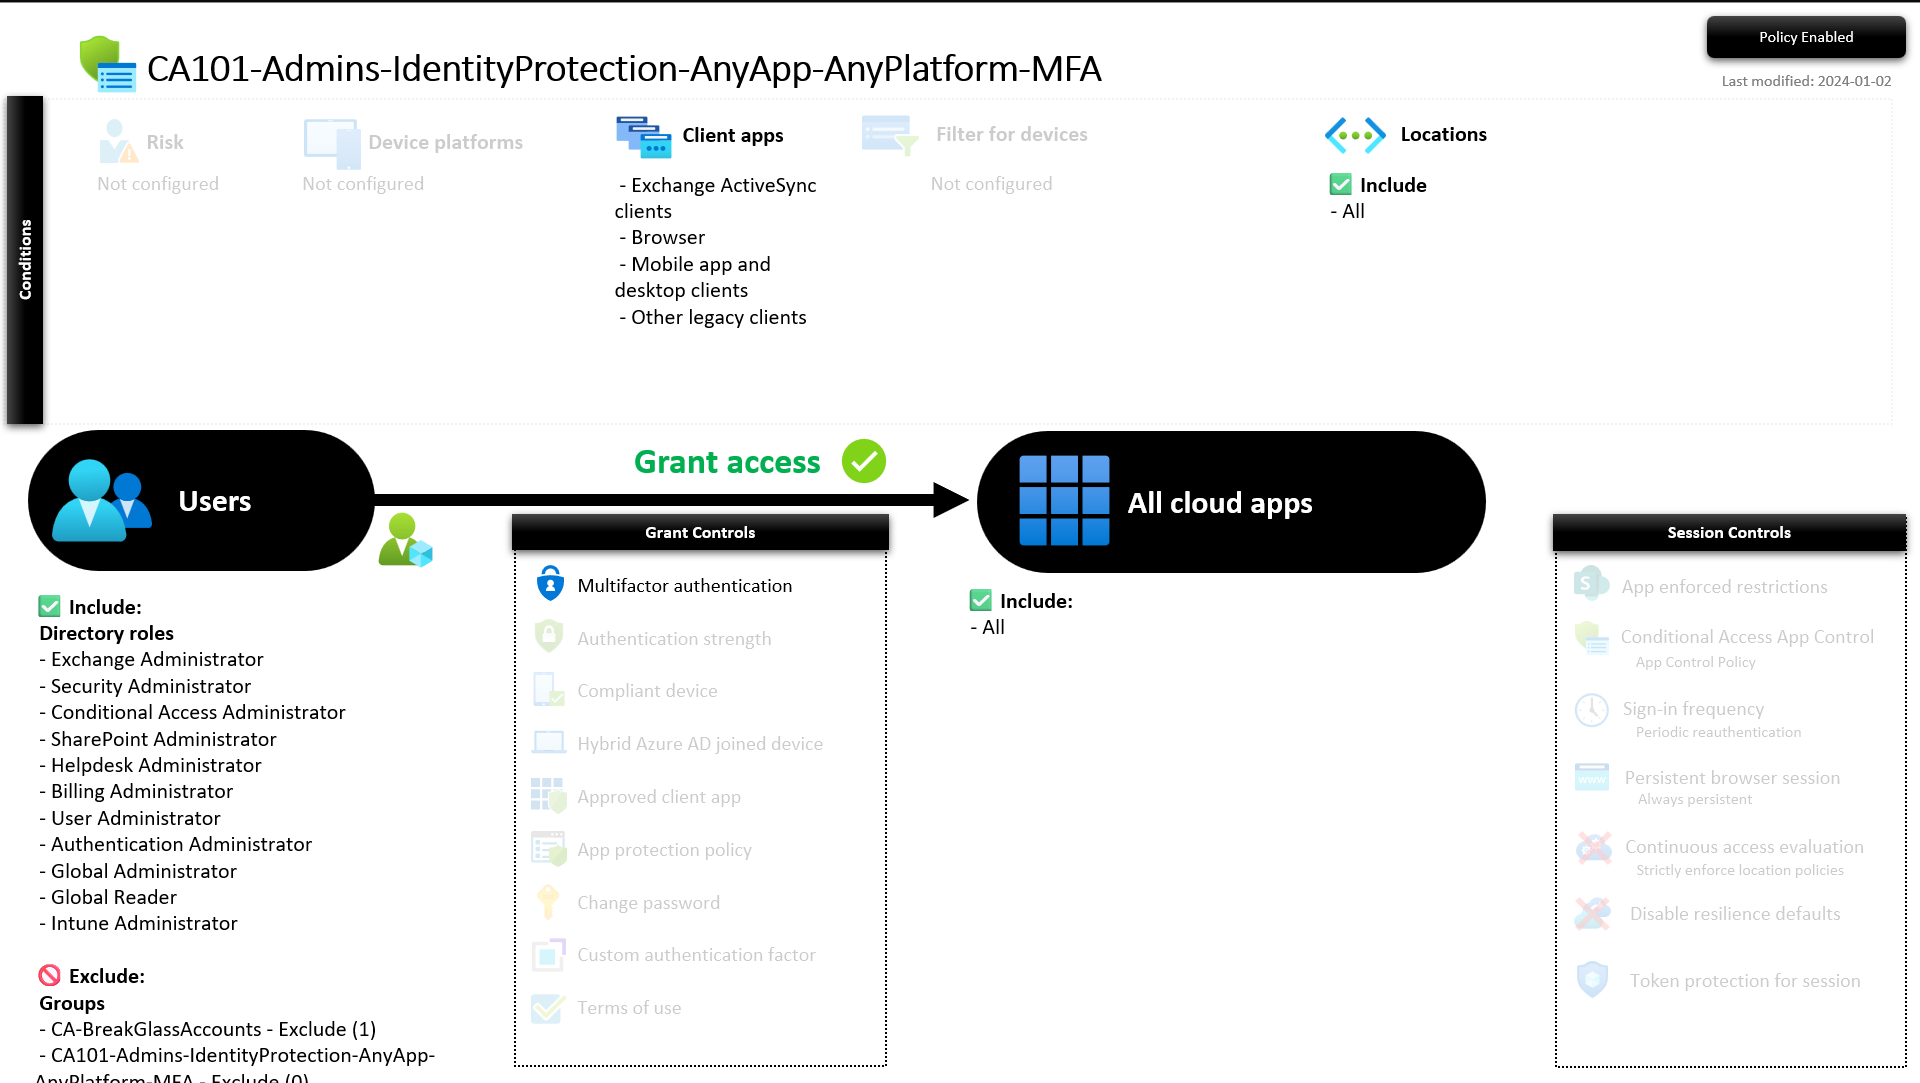 Policy Enabled
CA101-Admins-IdentityProtection-AnyApp-AnyPlatform-MFA
Last modified: 2024-01-02
Conditions
Risk
Not configured
Device platforms
Not configured
Client apps
- Exchange ActiveSync
clients
- Browser
- Mobile app and
desktop clients
- Other legacy clients
Filter for devices
Not configured
Locations
Include
- All
Users
Grant access
All cloud apps
Include:
Directory roles
- Exchange Administrator
- Security Administrator
- Conditional Access Administrator
- SharePoint Administrator
- Helpdesk Administrator
- Billing Administrator
- User Administrator
- Authentication Administrator
- Global Administrator
- Global Reader
- Intune Administrator
Exclude:
Groups
- CA-BreakGlassAccounts - Exclude (1)
- CA101-Admins-IdentityProtection-AnyApp-
AnyPlatform-MFA - Exclude (0)
Grant Controls
Multifactor authentication
Authentication strength
Compliant device
Hybrid Azure AD joined device
Approved client app
App protection policy
Change password
Custom authentication factor
Terms of use
Include:
- All
Session Controls
S
App enforced restrictions
Conditional Access App Control
App Control Policy
Sign-in frequency
Periodic reauthentication
www
Persistent browser session
Always persistent
Continuous access evaluation
Strictly enforce location policies
Disable resilience defaults
Token protection for session